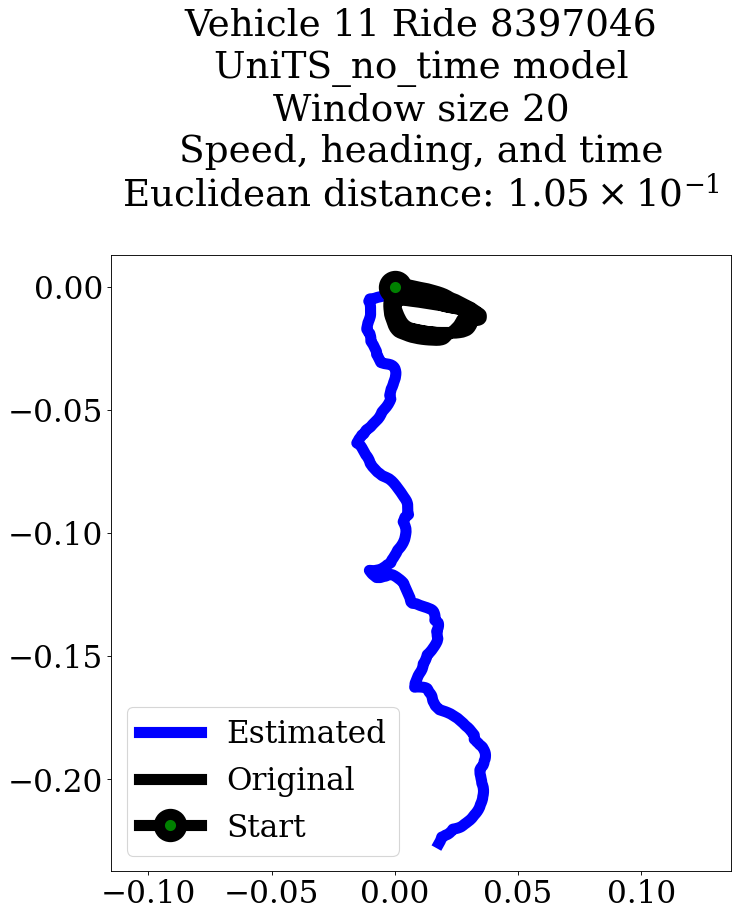 Vehicle 11 Ride 8397046
UniTS_no_time model
Window size 20
Speed, heading, and time
Euclidean distance: 1.05 × 10⁻¹
0.00
−0.05
−0.10
−0.15
−0.20
Estimated
Original
Start
−0.10 −0.05 0.00 0.05 0.10